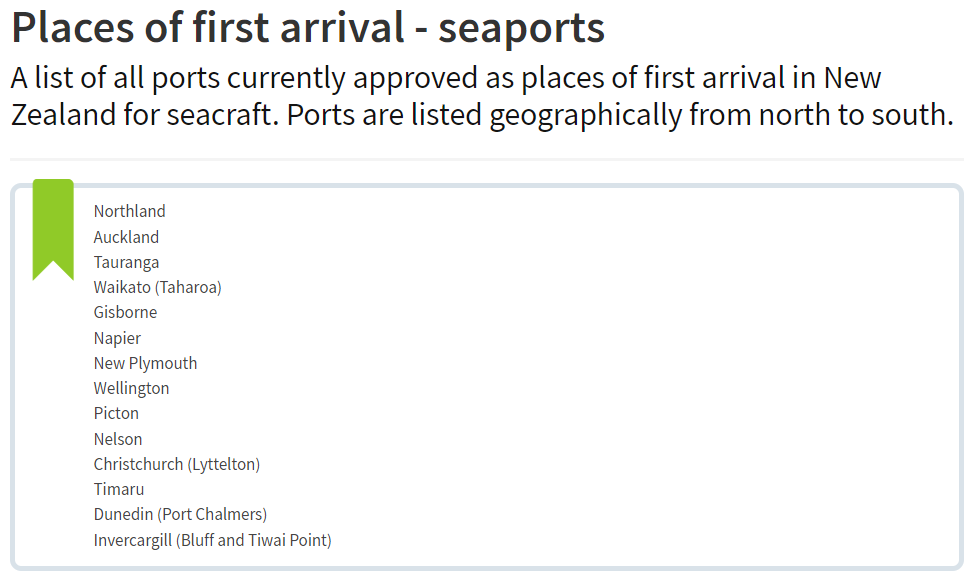 Places of first arrival - seaports
A list of all ports currently approved as places of first arrival in New
Zealand for seacraft. Ports are listed geographically from north to south.
Northland
Auckland
Tauranga
Waikato (Taharoa)
Gisborne
Napier
New Plymouth
Wellington
Picton
Nelson
Christchurch (Lyttelton)
Timaru
Dunedin (Port Chalmers)
Invercargill (Bluff and Tiwai Point)